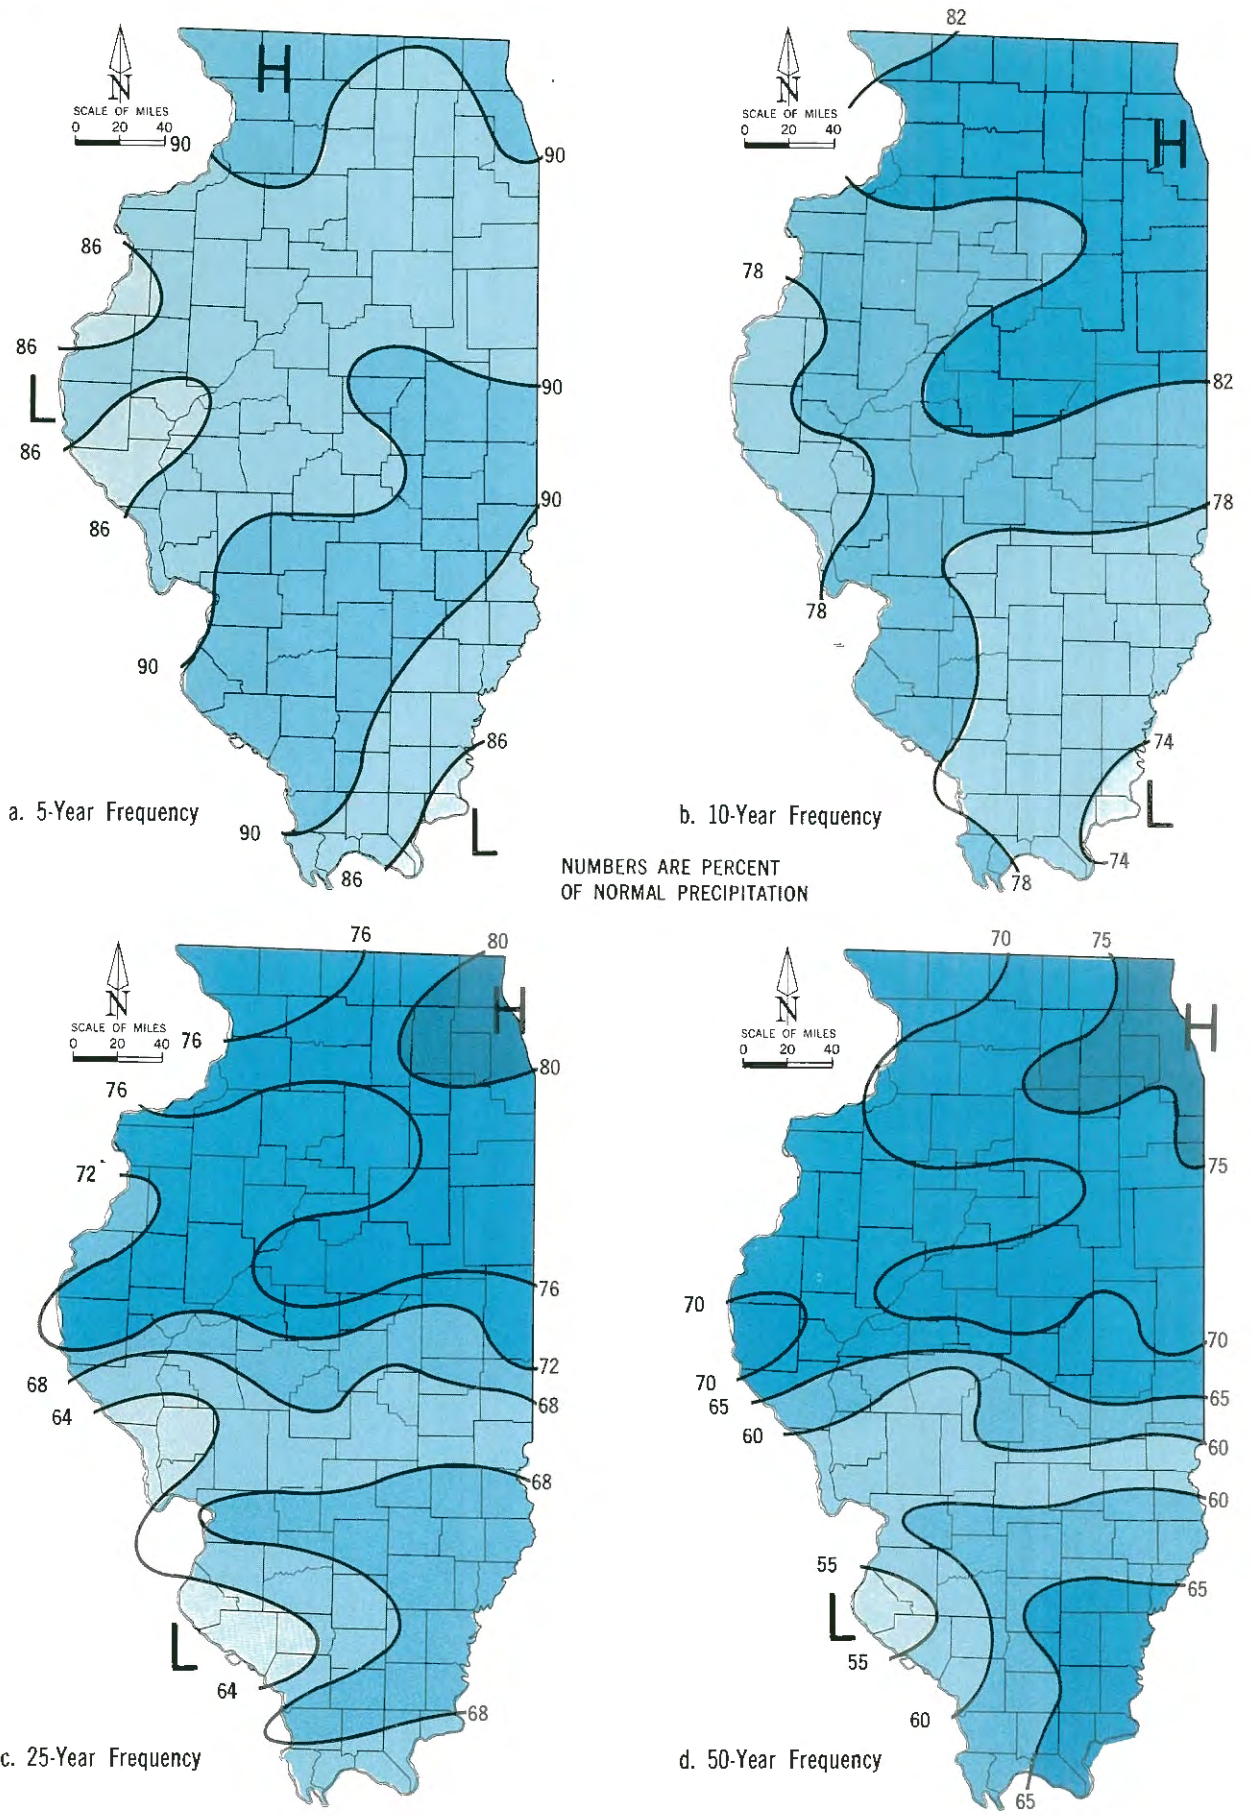 H
N
SCALE OF MILES
0 20 40
90
90
86
86
L
86
86
90
90
90
86
90
86
L
a. 5-Year Frequency
82
N
SCALE OF MILES
0 20 40
H
78
82
78
78
74
L
74
78
b. 10-Year Frequency
NUMBERS ARE PERCENT
OF NORMAL PRECIPITATION
76
80
H
N
SCALE OF MILES
0 20 40
76
80
76
72
76
72
68
68
64
68
L
64
68
c. 25-Year Frequency
70
75
H
N
SCALE OF MILES
0 20 40
75
70
70
70
65
65
60
60
60
55
65
L
55
60
65
d. 50-Year Frequency